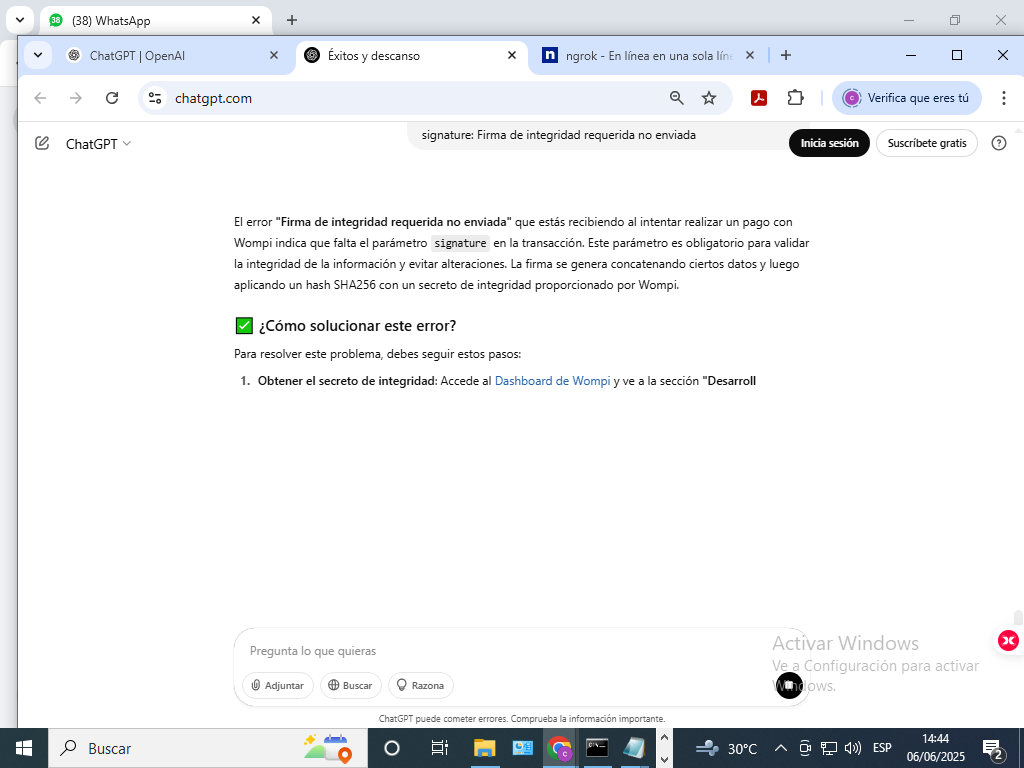 (38) WhatsApp
ChatGPT | OpenAI
Éxitos y descanso
ngrok - En línea en una sola líne
chatgpt.com
Verifica que eres tú
ChatGPT
signature: Firma de integridad requerida no enviada
Inicia sesión
Suscríbete gratis
El error "Firma de integridad requerida no enviada" que estás recibiendo al intentar realizar un pago con
Wompi indica que falta el parámetro signature en la transacción. Este parámetro es obligatorio para validar
la integridad de la información y evitar alteraciones. La firma se genera concatenando ciertos datos y luego
aplicando un hash SHA256 con un secreto de integridad proporcionado por Wompi.
¿Cómo solucionar este error?
Para resolver este problema, debes seguir estos pasos:
1. Obtener el secreto de integridad: Accede al Dashboard de Wompi y ve a la sección "Desarroll
Pregunta lo que quieras
Adjuntar
Buscar
Razona
Activar Windows
Ve a Configuración para activar
Windows.
ChatGPT puede cometer errores. Comprueba la información importante.
Buscar
30°C
ESP
14:44
06/06/2025
2